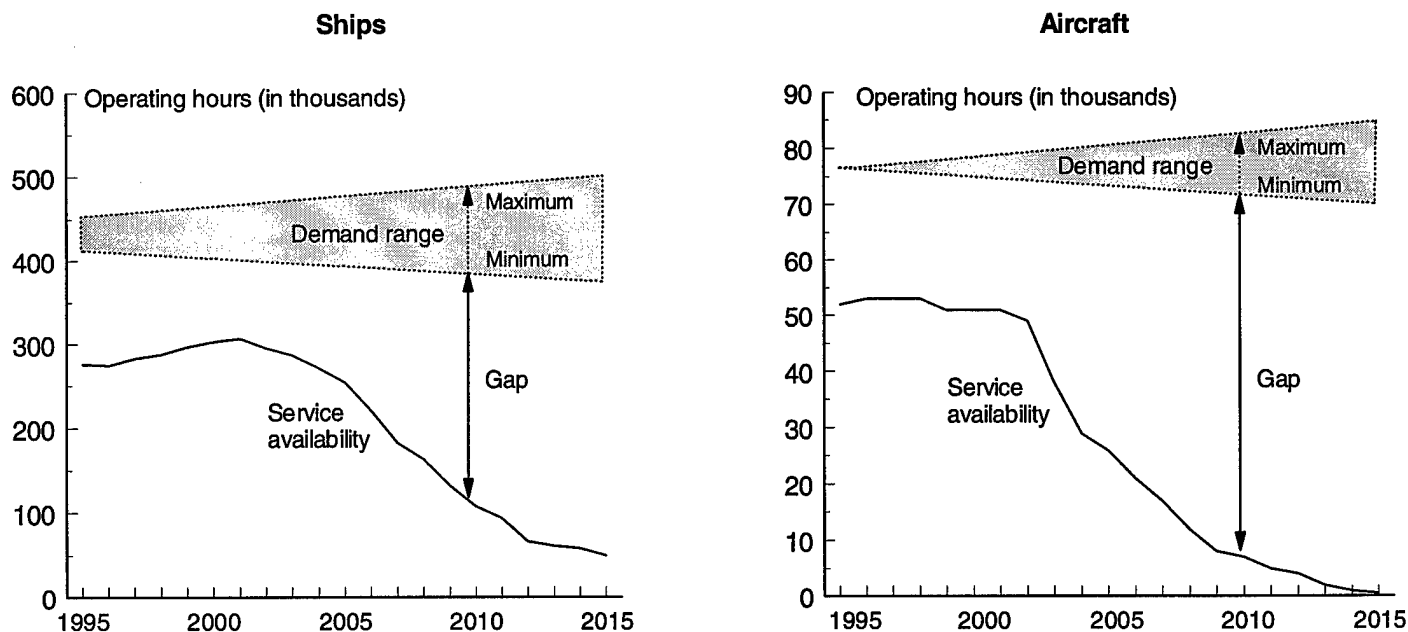 Ships
Operating hours (in thousands)
600
500
400
300
200
100
0
Maximum
Demand range
Minimum
Gap
Service
availability
1995 2000 2005 2010 2015
Aircraft
Operating hours (in thousands)
90
80
70
60
50
40
30
20
10
0
Maximum
Demand range
Minimum
Gap
Service
availability
1995 2000 2005 2010 2015